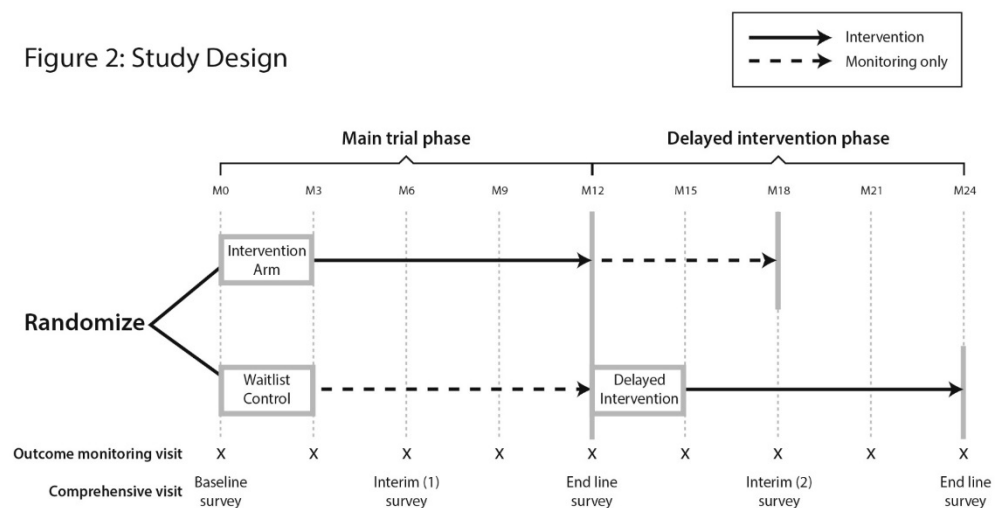 Figure 2: Study Design
Intervention
Monitoring only
Main trial phase
Delayed intervention phase
M0 M3 M6 M9 M12 M15 M18 M21 M24
Intervention
Arm
Randomize
Waitlist
Control
Delayed
Intervention
Outcome monitoring visit X X X X X X X X X
Comprehensive visit
Baseline
survey
Interim (1)
survey
End line
survey
Interim (2)
survey
End line
survey